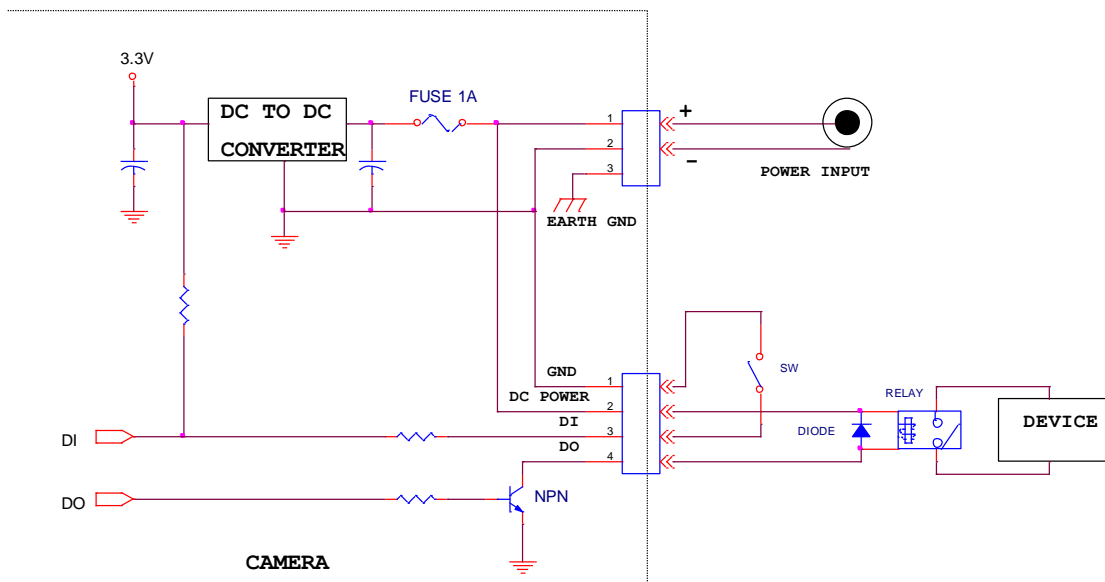 3.3V
FUSE 1A
DC TO DC
CONVERTER
1
2
3
+
-
POWER INPUT
EARTH GND
GND
DC POWER
DI
DO
1
2
3
4
SW
RELAY
DIODE
DEVICE
DI
DO
NPN
CAMERA